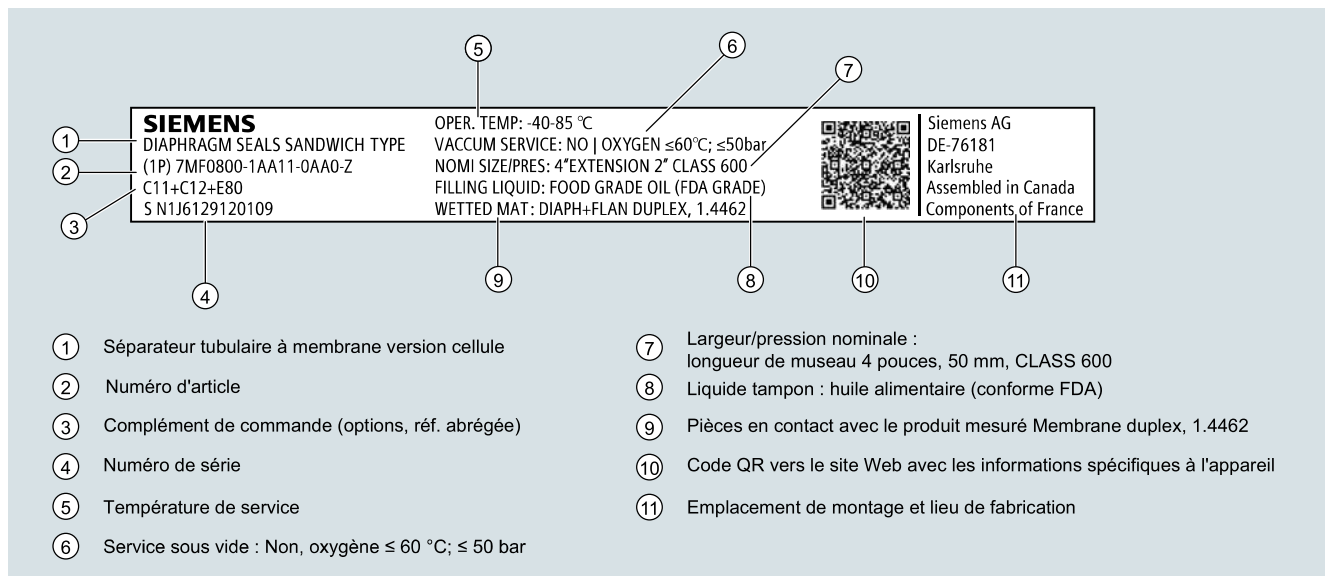 ⑤
⑥
⑦
①
②
③
SIEMENS
DIAPHRAGM SEALS SANDWICH TYPE
(1P) 7MF0800-1AA11-0AA0-Z
C11+C12+E80
S N1J6129120109
OPER. TEMP: -40-85 °C
VACCUM SERVICE: NO | OXYGEN ≤60°C; ≤50bar
NOMI SIZE/PRES: 4"EXTENSION 2" CLASS 600
FILLING LIQUID: FOOD GRADE OIL (FDA GRADE)
WETTED MAT: DIAPH+FLAN DUPLEX, 1.4462
Siemens AG
DE-76181
Karlsruhe
Assembled in Canada
Components of France
④
⑨
⑧
⑩
⑪
① Séparateur tubulaire à membrane version cellule
② Numéro d'article
③ Complément de commande (options, réf. abrégée)
④ Numéro de série
⑤ Température de service
⑥ Service sous vide : Non, oxygène ≤ 60 °C; ≤ 50 bar
⑦ Largeur/pression nominale :
longueur de museau 4 pouces, 50 mm, CLASS 600
⑧ Liquide tampon : huile alimentaire (conforme FDA)
⑨ Pièces en contact avec le produit mesuré Membrane duplex, 1.4462
⑩ Code QR vers le site Web avec les informations spécifiques à l'appareil
⑪ Emplacement de montage et lieu de fabrication